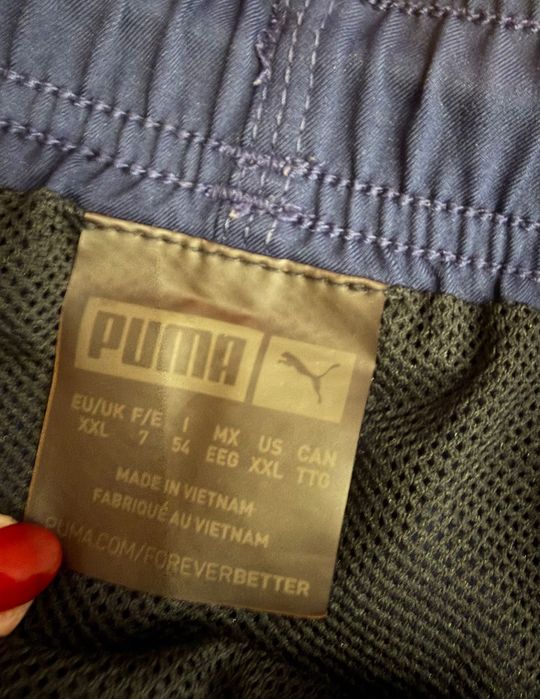 PUMA
EU/UK F/E I MX US CAN
XXL 7 54 EEG XXL TTG
MADE IN VIETNAM
FABRIQUÉ AU VIETNAM
PUMA.COM/FOREVERBETTER